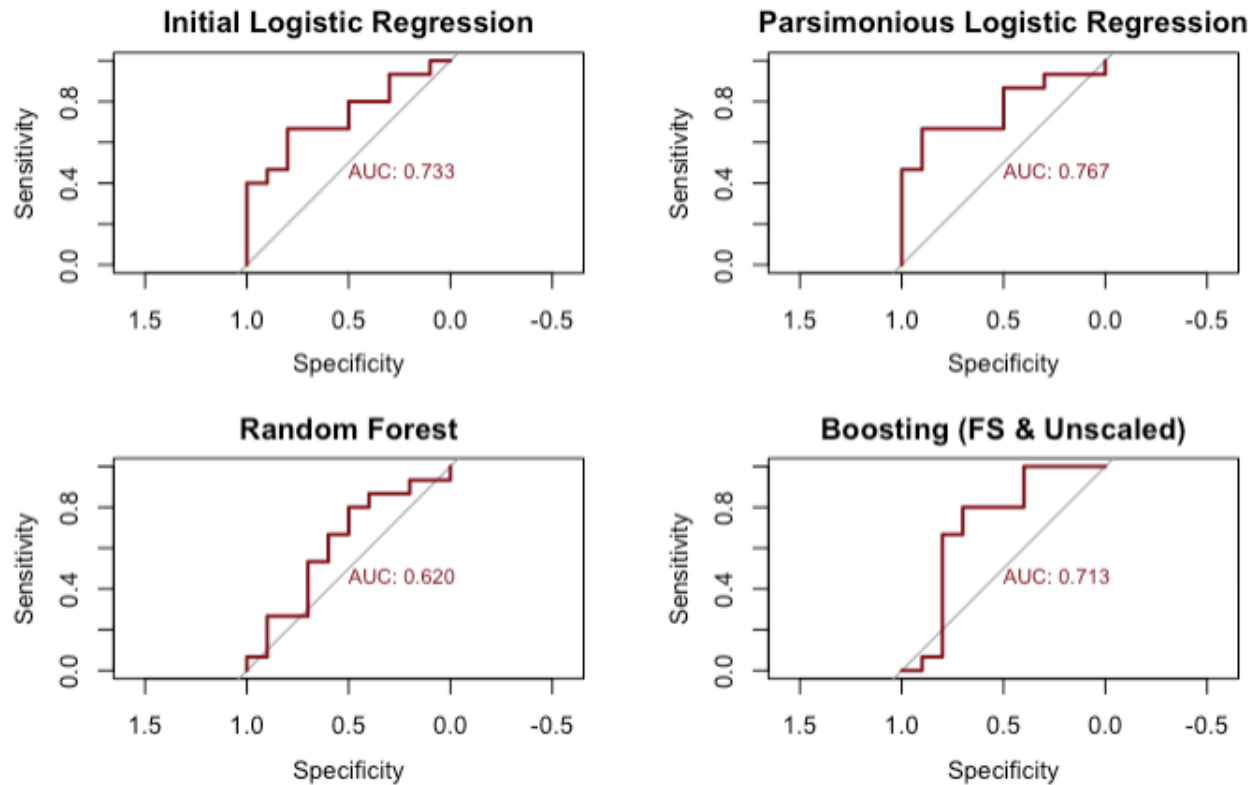 Initial Logistic Regression
Sensitivity
0.0 0.4 0.8
AUC: 0.733
1.5 1.0 0.5 0.0 -0.5
Specificity
Parsimonious Logistic Regression
Sensitivity
0.0 0.4 0.8
AUC: 0.767
1.5 1.0 0.5 0.0 -0.5
Specificity
Random Forest
Sensitivity
0.0 0.4 0.8
AUC: 0.620
1.5 1.0 0.5 0.0 -0.5
Specificity
Boosting (FS & Unscaled)
Sensitivity
0.0 0.4 0.8
AUC: 0.713
1.5 1.0 0.5 0.0 -0.5
Specificity